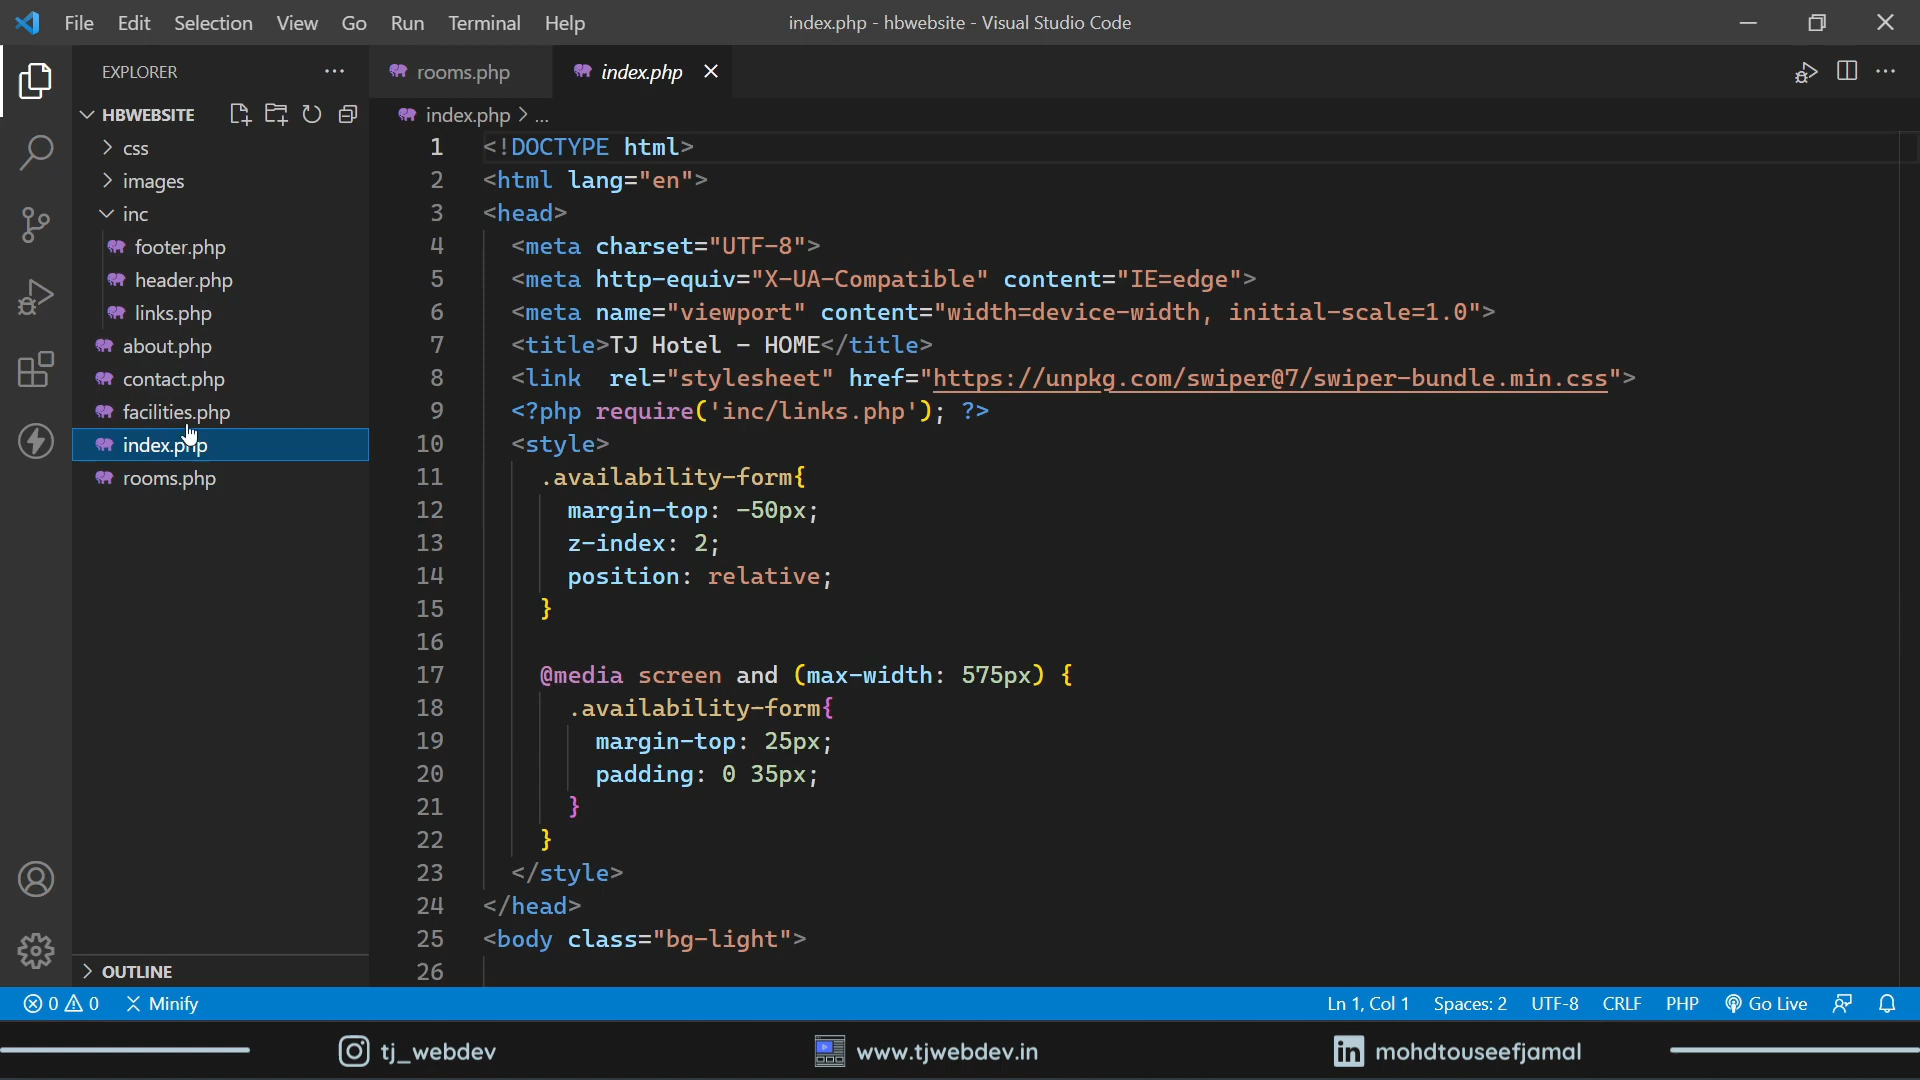 File Edit Selection View Go Run Terminal Help index.php - hbwebsite - Visual Studio Code
EXPLORER
HBWEBSITE
css
images
inc
footer.php
header.php
links.php
about.php
contact.php
facilities.php
index.php
rooms.php
OUTLINE
rooms.php index.php
index.php > ...
1 <!DOCTYPE html>
2 <html lang="en">
3 <head>
4 <meta charset="UTF-8">
5 <meta http-equiv="X-UA-Compatible" content="IE=edge">
6 <meta name="viewport" content="width=device-width, initial-scale=1.0">
7 <title>TJ Hotel - HOME</title>
8 <link  rel="stylesheet" href="https://unpkg.com/swiper@7/swiper-bundle.min.css">
9 <?php require('inc/links.php'); ?>
10 <style>
11 .availability-form{
12 margin-top: -50px;
13 z-index: 2;
14 position: relative;
15 }
16
17 @media screen and (max-width: 575px) {
18 .availability-form{
19 margin-top: 25px;
20 padding: 0 35px;
21 }
22 }
23 </style>
24 </head>
25 <body class="bg-light">
26
0 0 Minify Ln 1, Col 1 Spaces: 2 UTF-8 CRLF PHP Go Live
tj_webdev www.tjwebdev.in mohdtouseefjamal